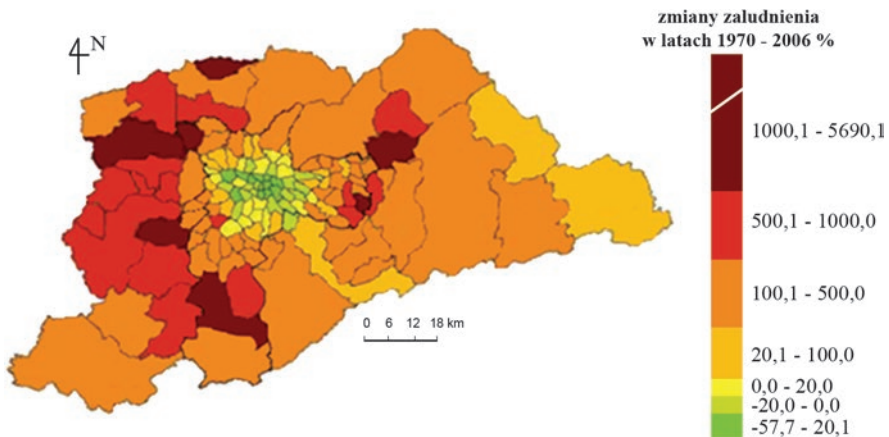 zmiany zaludnienia
w latach 1970 - 2006 %
N
1000,1 - 5690,1
500,1 - 1000,0
100,1 - 500,0
20,1 - 100,0
0,0 - 20,0
-20,0 - 0,0
-57,7 - 20,1
0 6 12 18 km